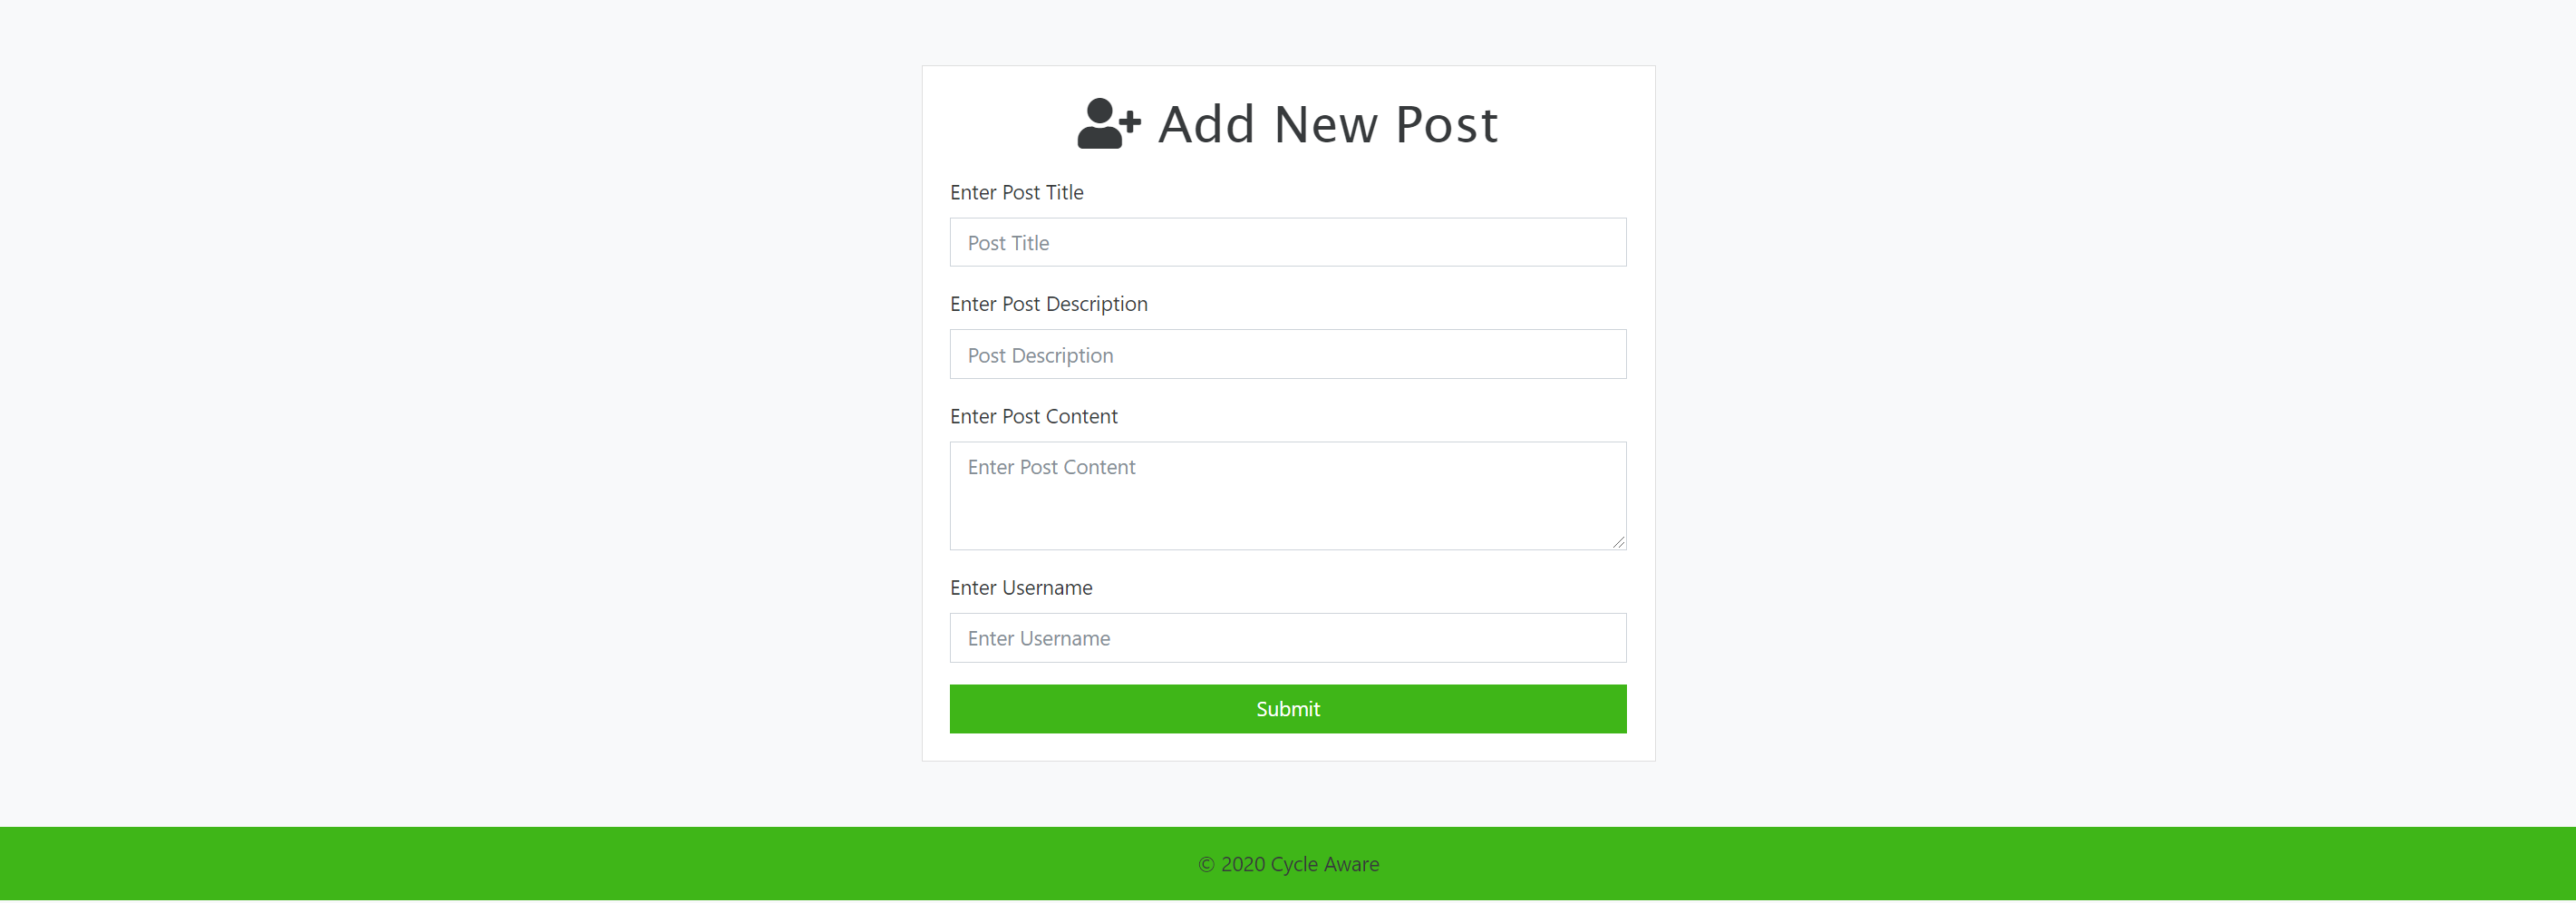 Add New Post
Enter Post Title
Post Title
Enter Post Description
Post Description
Enter Post Content
Enter Post Content
Enter Username
Enter Username
Submit
© 2020 Cycle Aware